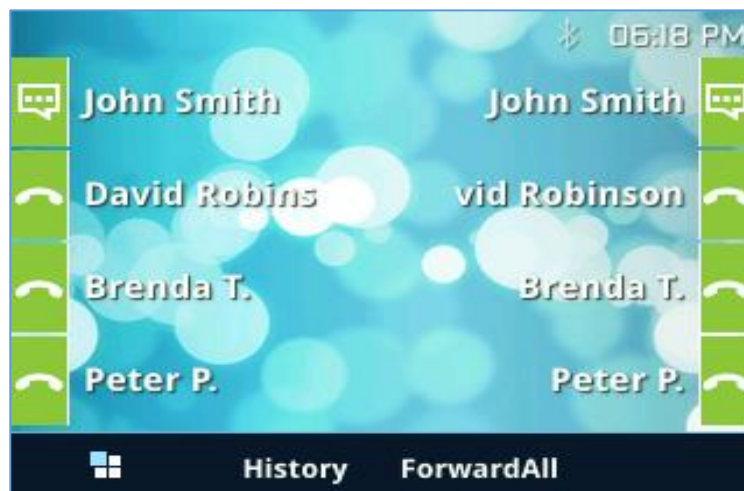 06:18 PM
John Smith John Smith
David Robins vid Robinson
Brenda T. Brenda T.
Peter P. Peter P.
History ForwardAll